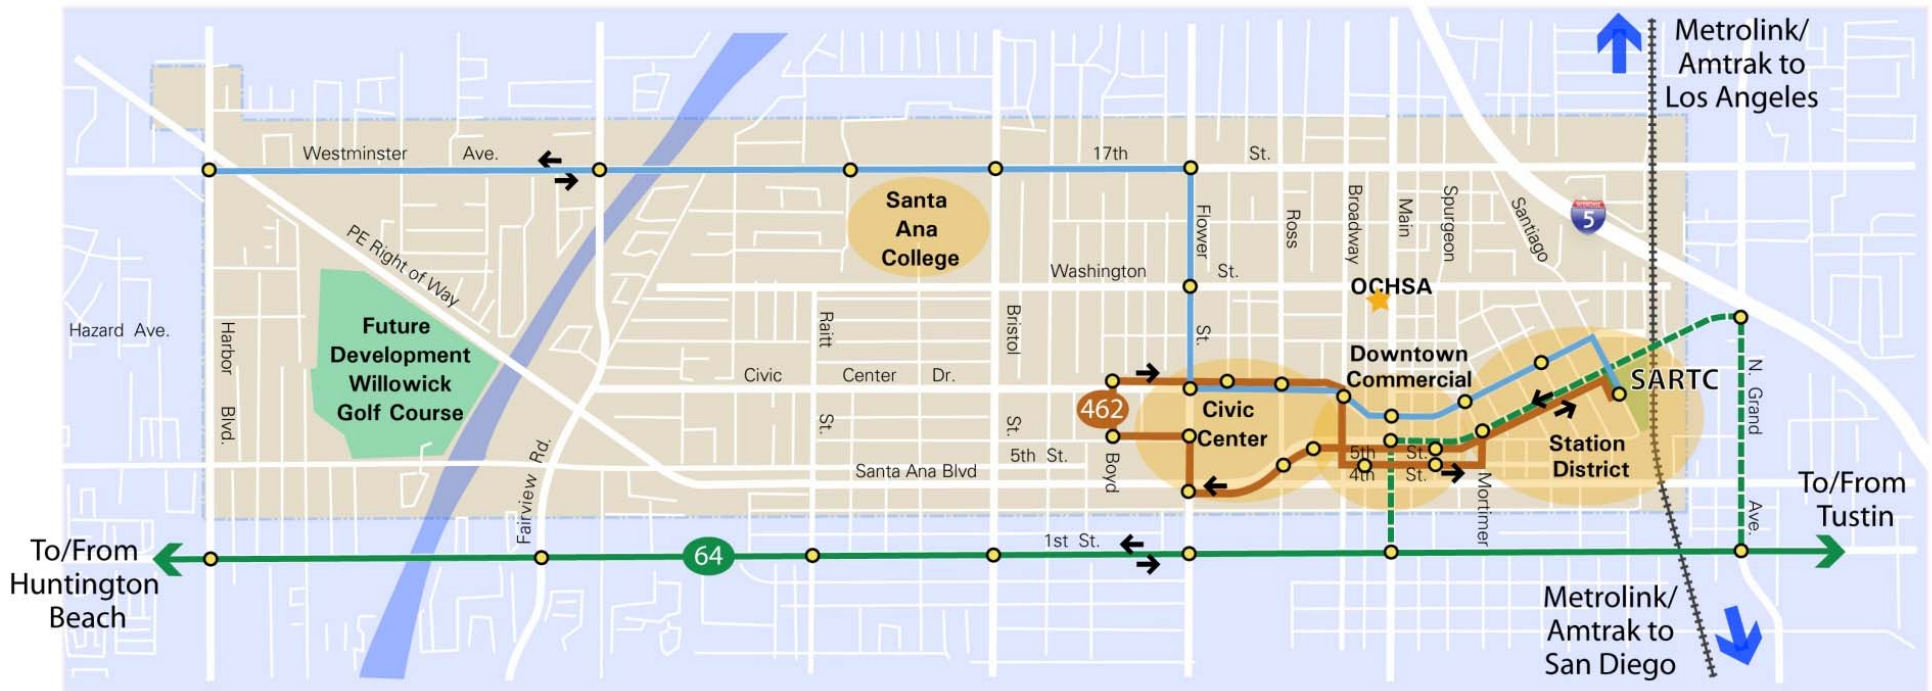 Metrolink/
Amtrak to
Los Angeles
Westminster Ave.
17th St.
Santa
Ana
College
Flower St.
Ross
Broadway
Main
Spurgeon
Santiago
INTERSTATE
5
PE Right of Way
Washington St.
OCHSA
Hazard Ave.
Harbor Blvd.
Future
Development
Willowick
Golf Course
Raitt St.
Bristol St.
Civic Center Dr.
Downtown
Commercial
SARTC
N. Grand Ave.
462
Civic
Center
Station
District
5th St.
5th St.
4th St.
Santa Ana Blvd
Boyd
Mortimer
Fairview Rd.
To/From
Tustin
To/From
Huntington
Beach
64
1st St.
Metrolink/
Amtrak to
San Diego